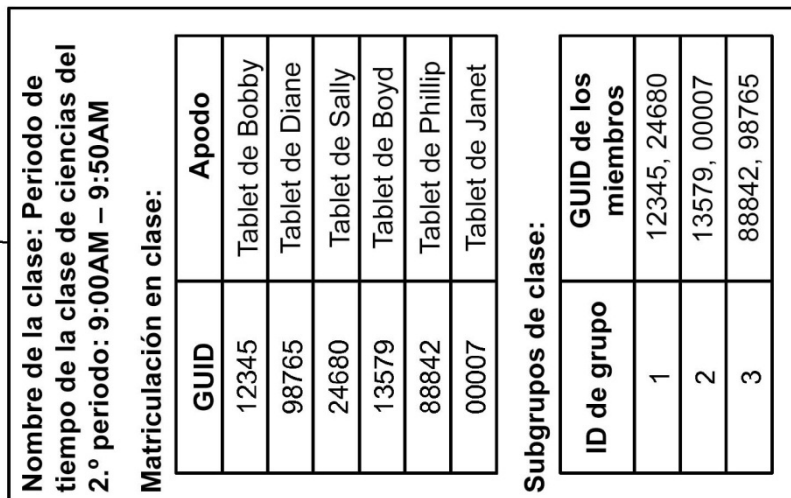 Nombre de la clase: Periodo de
tiempo de la clase de ciencias del
2.º periodo: 9:00AM – 9:50AM
Matriculación en clase:
GUID Apodo
12345 Tablet de Bobby
98765 Tablet de Diane
24680 Tablet de Sally
13579 Tablet de Boyd
88842 Tablet de Phillip
00007 Tablet de Janet
Subgrupos de clase:
ID de grupo GUID de los
miembros
1 12345, 24680
2 13579, 00007
3 88842, 98765